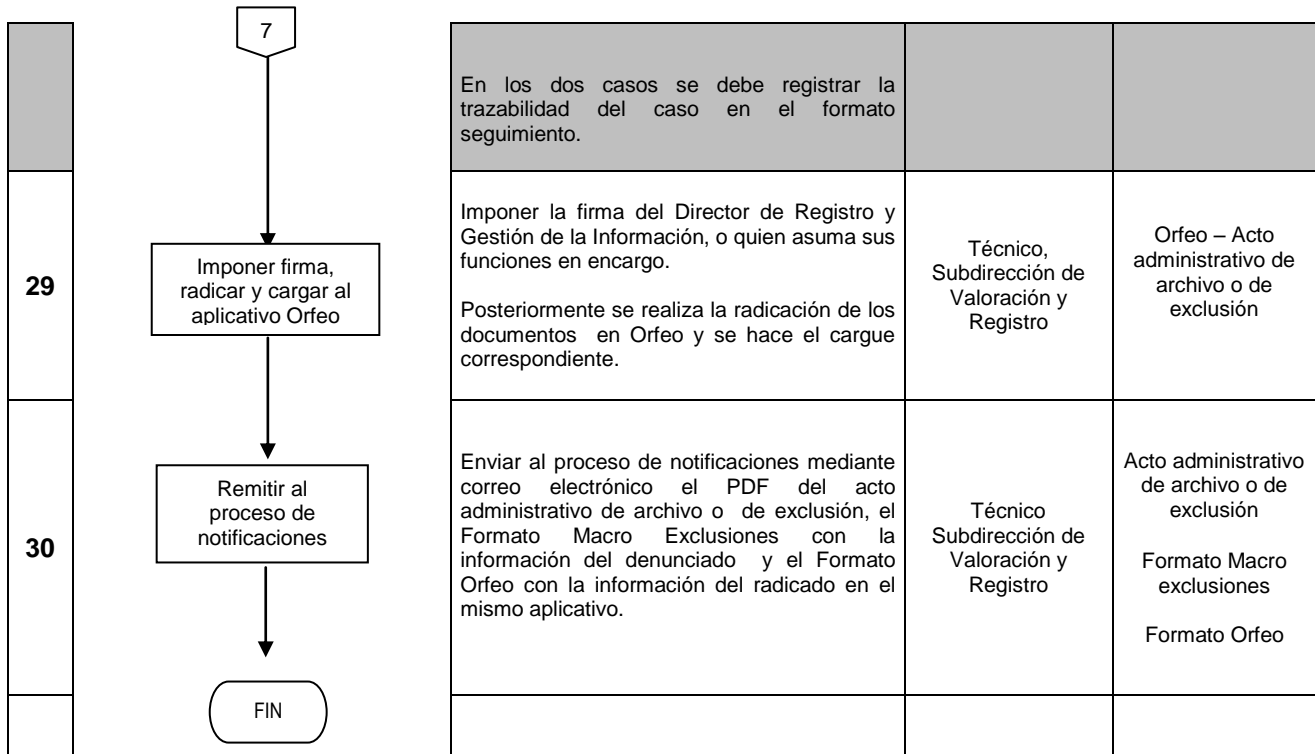 7
En los dos casos se debe registrar la
trazabilidad del caso en el formato
seguimiento.
29
Imponer firma,
radicar y cargar al
aplicativo Orfeo
Imponer la firma del Director de Registro y
Gestión de la Información, o quien asuma sus
funciones en encargo.
Posteriormente se realiza la radicación de los
documentos en Orfeo y se hace el cargue
correspondiente.
Técnico,
Subdirección de
Valoración y
Registro
Orfeo – Acto
administrativo de
archivo o de
exclusión
30
Remitir al
proceso de
notificaciones
Enviar al proceso de notificaciones mediante
correo electrónico el PDF del acto
administrativo de archivo o de exclusión, el
Formato Macro Exclusiones con la
información del denunciado y el Formato
Orfeo con la información del radicado en el
mismo aplicativo.
Técnico
Subdirección de
Valoración y
Registro
Acto administrativo
de archivo o de
exclusión
Formato Macro
exclusiones
Formato Orfeo
FIN